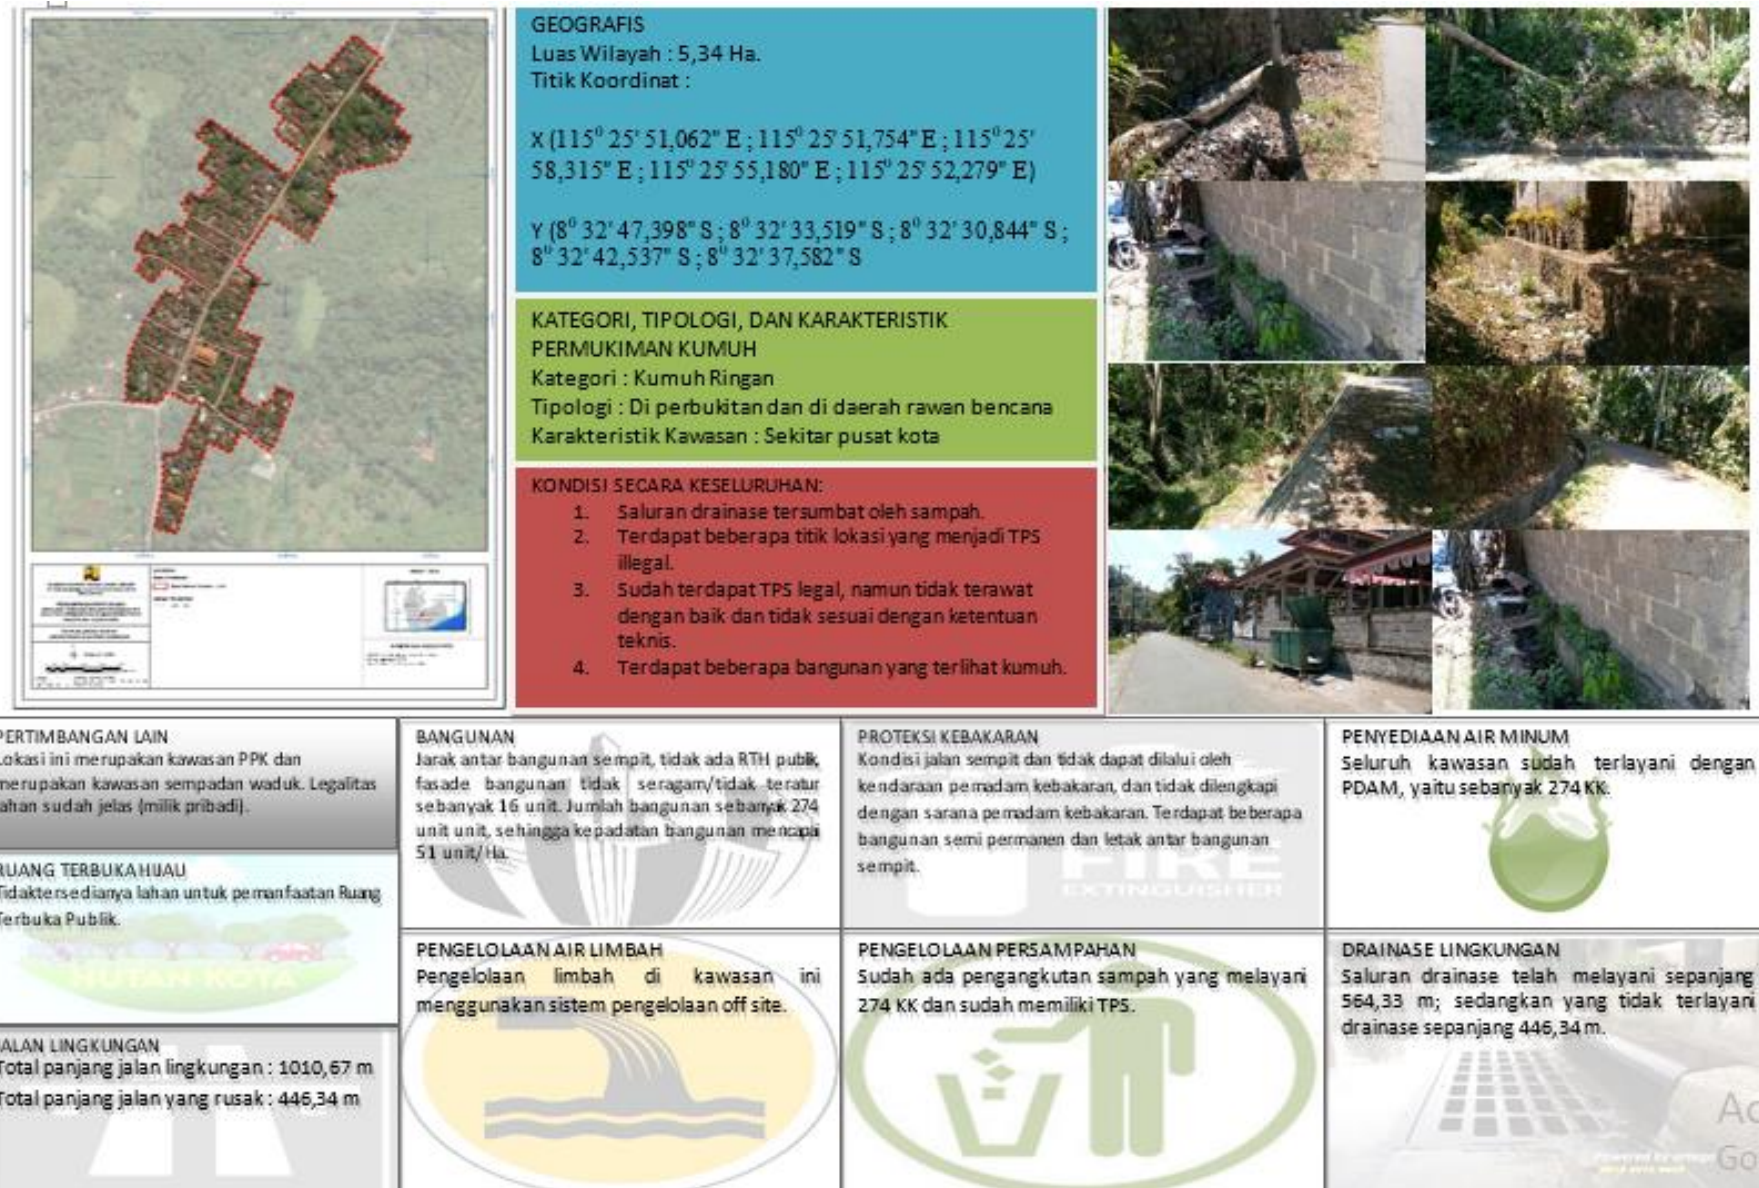 GEOGRAFIS
Luas Wilayah : 5,34 Ha.
Titik Koordinat :
X (115⁰ 25' 51,062" E ; 115⁰ 25' 51,754" E ; 115⁰ 25'
58,315" E ; 115⁰ 25' 55,180" E ; 115⁰ 25' 52,279" E)
Y (8⁰ 32' 47,398" S ; 8⁰ 32' 33,519" S ; 8⁰ 32' 30,844" S ;
8⁰ 32' 42,537" S ; 8⁰ 32' 37,582" S
KATEGORI, TIPOLOGI, DAN KARAKTERISTIK
PERMUKIMAN KUMUH
Kategori : Kumuh Ringan
Tipologi : Di perbukitan dan di daerah rawan bencana
Karakteristik Kawasan : Sekitar pusat kota
KONDISI SECARA KESELURUHAN:
1. Saluran drainase tersumbat oleh sampah.
2. Terdapat beberapa titik lokasi yang menjadi TPS
illegal.
3. Sudah terdapat TPS legal, namun tidak terawat
dengan baik dan tidak sesuai dengan ketentuan
teknis.
4. Terdapat beberapa bangunan yang terlihat kumuh.
PERTIMBANGAN LAIN
Lokasi ini merupakan kawasan PPK dan
merupakan kawasan sempadan waduk. Legalitas
lahan sudah jelas (milik pribadi).
RUANG TERBUKA HIJAU
Tidak tersedianya lahan untuk pemanfaatan Ruang
Terbuka Publik.
HUTAN KOTA
JALAN LINGKUNGAN
Total panjang jalan lingkungan : 1010,67 m
Total panjang jalan yang rusak : 446,34 m
BANGUNAN
Jarak antar bangunan sempit, tidak ada RTH publik,
fasade bangunan tidak seragam/tidak teratur
sebanyak 16 unit. Jumlah bangunan sebanyak 274
unit unit, sehingga kepadatan bangunan mencapai
51 unit/Ha.
PENGELOLAAN AIR LIMBAH
Pengelolaan limbah di kawasan ini
menggunakan sistem pengelolaan off site.
PROTEKSI KEBAKARAN
Kondisi jalan sempit dan tidak dapat dilalui oleh
kendaraan pemadam kebakaran, dan tidak dilengkapi
dengan sarana pemadam kebakaran. Terdapat beberapa
bangunan semi permanen dan letak antar bangunan
sempit.
FIRE
EXTINGUISHER
PENGELOLAAN PERSAMPAHAN
Sudah ada pengangkutan sampah yang melayani
274 KK dan sudah memiliki TPS.
PENYEDIAAN AIR MINUM
Seluruh kawasan sudah terlayani dengan
PDAM, yaitu sebanyak 274 KK.
DRAINASE LINGKUNGAN
Saluran drainase telah melayani sepanjang
564,33 m; sedangkan yang tidak terlayani
drainase sepanjang 446,34 m.
Ac
Go